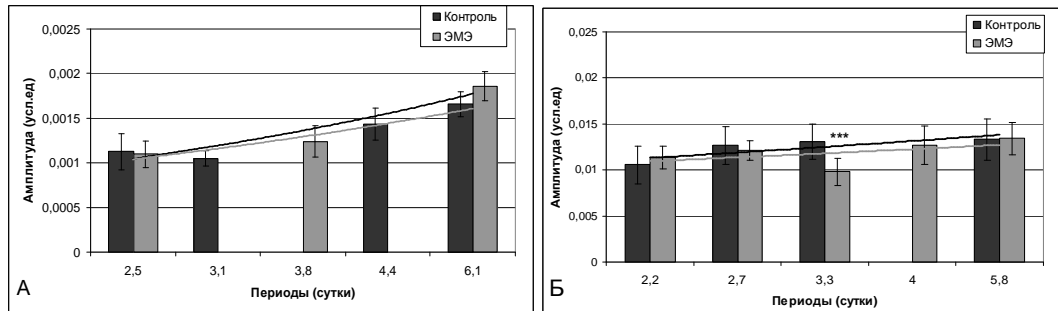 0,0025
0,002
0,0015
0,001
0,0005
0
Амплитуда (усл.ед)
Контроль
ЭМЭ
2,5 3,1 3,8 4,4 6,1
Периоды (сутки)
А
0,025
0,02
0,015
0,01
0,005
0
Амплитуда (усл.ед)
Контроль
ЭМЭ
***
2,2 2,7 3,3 4 5,8
Периоды (сутки)
Б